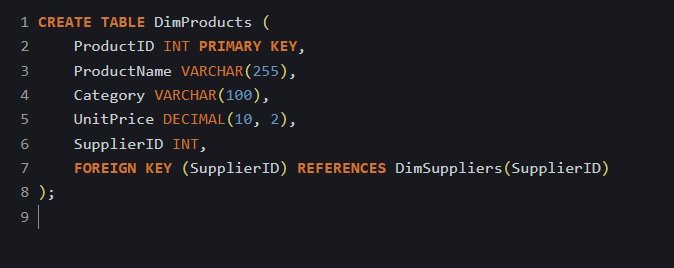 1 CREATE TABLE DimProducts (
2     ProductID INT PRIMARY KEY,
3     ProductName VARCHAR(255),
4     Category VARCHAR(100),
5     UnitPrice DECIMAL(10, 2),
6     SupplierID INT,
7     FOREIGN KEY (SupplierID) REFERENCES DimSuppliers(SupplierID)
8 );
9